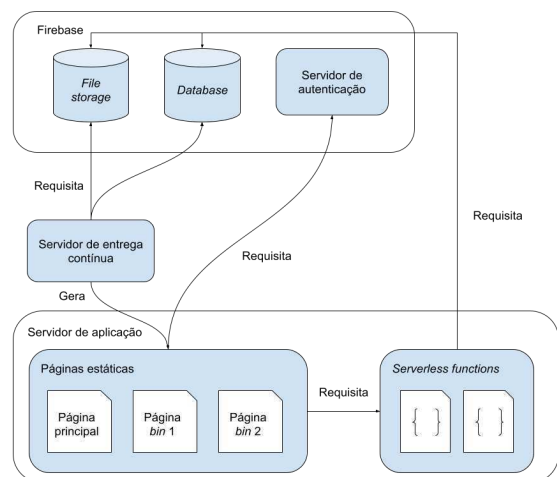 Firebase
File
storage
Database
Servidor de
autenticação
Requisita
Requisita
Servidor de entrega
contínua
Requisita
Gera
Servidor de aplicação
Páginas estáticas
Serverless functions
Requisita
Página
principal
Página
bin 1
Página
bin 2
{ }
{ }